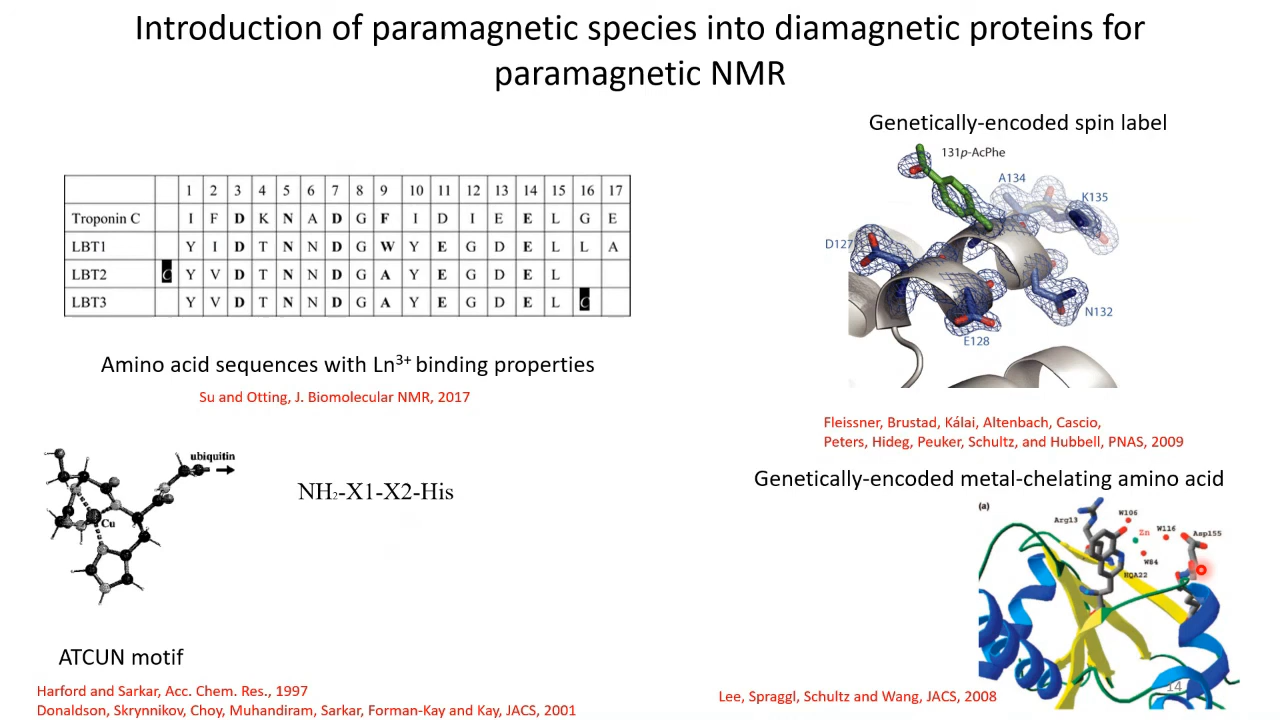 Introduction of paramagnetic species into diamagnetic proteins for
paramagnetic NMR
1 2 3 4 5 6 7 8 9 10 11 12 13 14 15 16 17
Troponin C I F D K N A D G F I D I E E L G E
LBT1 Y I D T N N D G W Y E G D E L L A
LBT2 C Y V D T N N D G A Y E G D E L
LBT3 Y V D T N N D G A Y E G D E L C
Amino acid sequences with Ln³⁺ binding properties
Su and Otting, J. Biomolecular NMR, 2017
Genetically-encoded spin label
131p-AcPhe
A134
K135
D127
N132
E128
Fleissner, Brustad, Kálai, Altenbach, Cascio,
Peters, Hideg, Peuker, Schultz, and Hubbell, PNAS, 2009
ubiquitin
Cu
NH₂-X1-X2-His
ATCUN motif
Harford and Sarkar, Acc. Chem. Res., 1997
Donaldson, Skrynnikov, Choy, Muhandiram, Sarkar, Forman-Kay and Kay, JACS, 2001
Genetically-encoded metal-chelating amino acid
(a)
Arg13
W106
Zn
W116
Asp155
W84
HQA22
14
Lee, Spraggl, Schultz and Wang, JACS, 2008